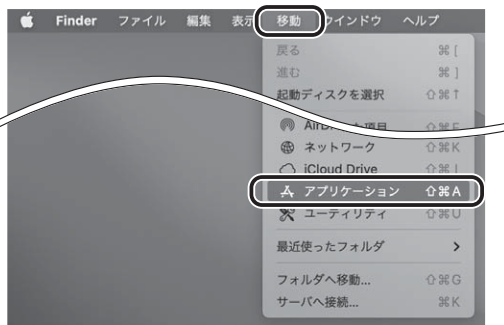 Finder ファイル 編集 表示 移動 ウインドウ ヘルプ
戻る ⌘[
進む ⌘]
起動ディスクを選択 ⇧⌘↑
ネットワーク ⇧⌘K
iCloud Drive ⇧⌘I
アプリケーション ⇧⌘A
ユーティリティ ⇧⌘U
最近使ったフォルダ >
フォルダへ移動... ⇧⌘G
サーバへ接続... ⌘K